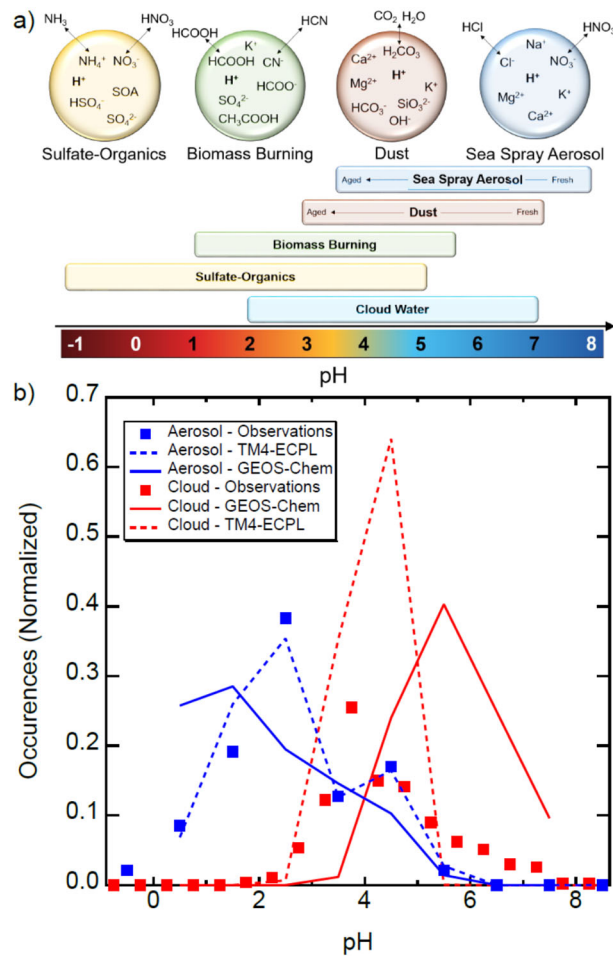 a)
NH₃ HNO₃ HCOOH HCN CO₂ H₂O HCl HNO₃
NH₄⁺ NO₃⁻
H⁺
SOA
HSO₄⁻
SO₄²⁻
Sulfate-Organics
K⁺
HCOOH CN⁻
H⁺
HCOO⁻
SO₄²⁻
CH₃COOH
Biomass Burning
Ca²⁺ H₂CO₃
H⁺
Mg²⁺ K⁺
HCO₃⁻ SiO₃²⁻
OH⁻
Dust
Na⁺
Cl⁻ NO₃⁻
H⁺
Mg²⁺ K⁺
Ca²⁺
Sea Spray Aerosol
Aged Sea Spray Aerosol Fresh
Aged Dust Fresh
Biomass Burning
Sulfate-Organics
Cloud Water
-1 0 1 2 3 4 5 6 7 8
pH
b)
0.7
0.6
0.5
0.4
0.3
0.2
0.1
0.0
Occurences (Normalized)
Aerosol - Observations
Aerosol - TM4-ECPL
Aerosol - GEOS-Chem
Cloud - Observations
Cloud - GEOS-Chem
Cloud - TM4-ECPL
0 2 4 6 8
pH